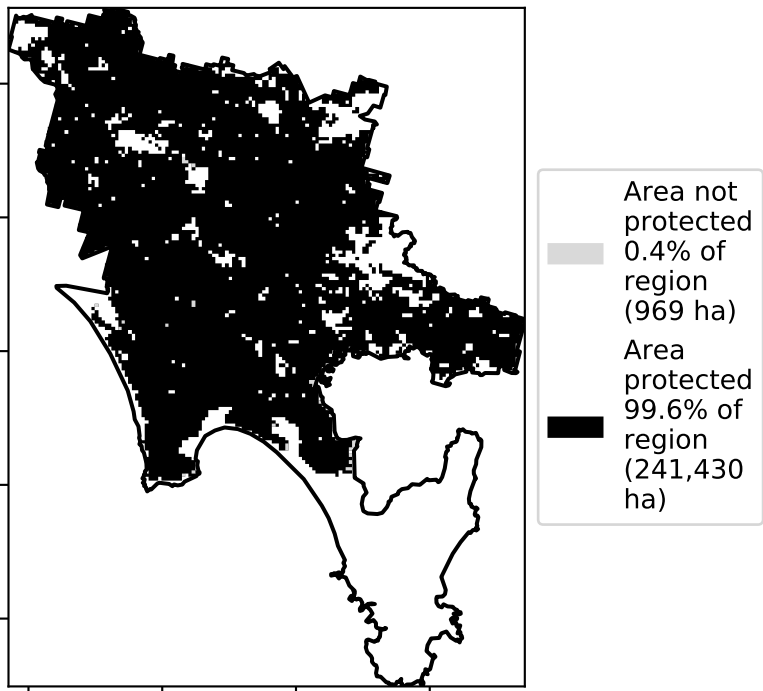 Area not
protected
0.4% of
region
(969 ha)
Area
protected
99.6% of
region
(241,430
ha)